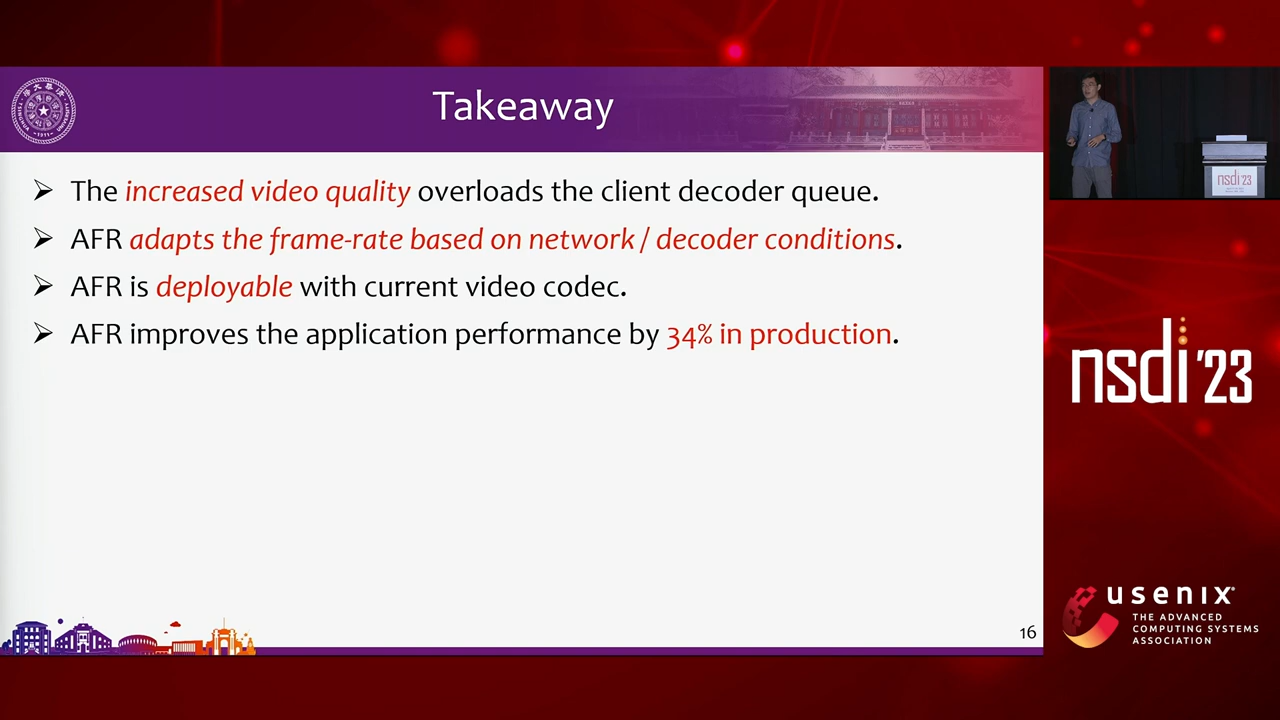 Takeaway
The increased video quality overloads the client decoder queue.
AFR adapts the frame-rate based on network / decoder conditions.
AFR is deployable with current video codec.
AFR improves the application performance by 34% in production.
16
nsdi'23
nsdi '23
usenix
THE ADVANCED
COMPUTING SYSTEMS
ASSOCIATION